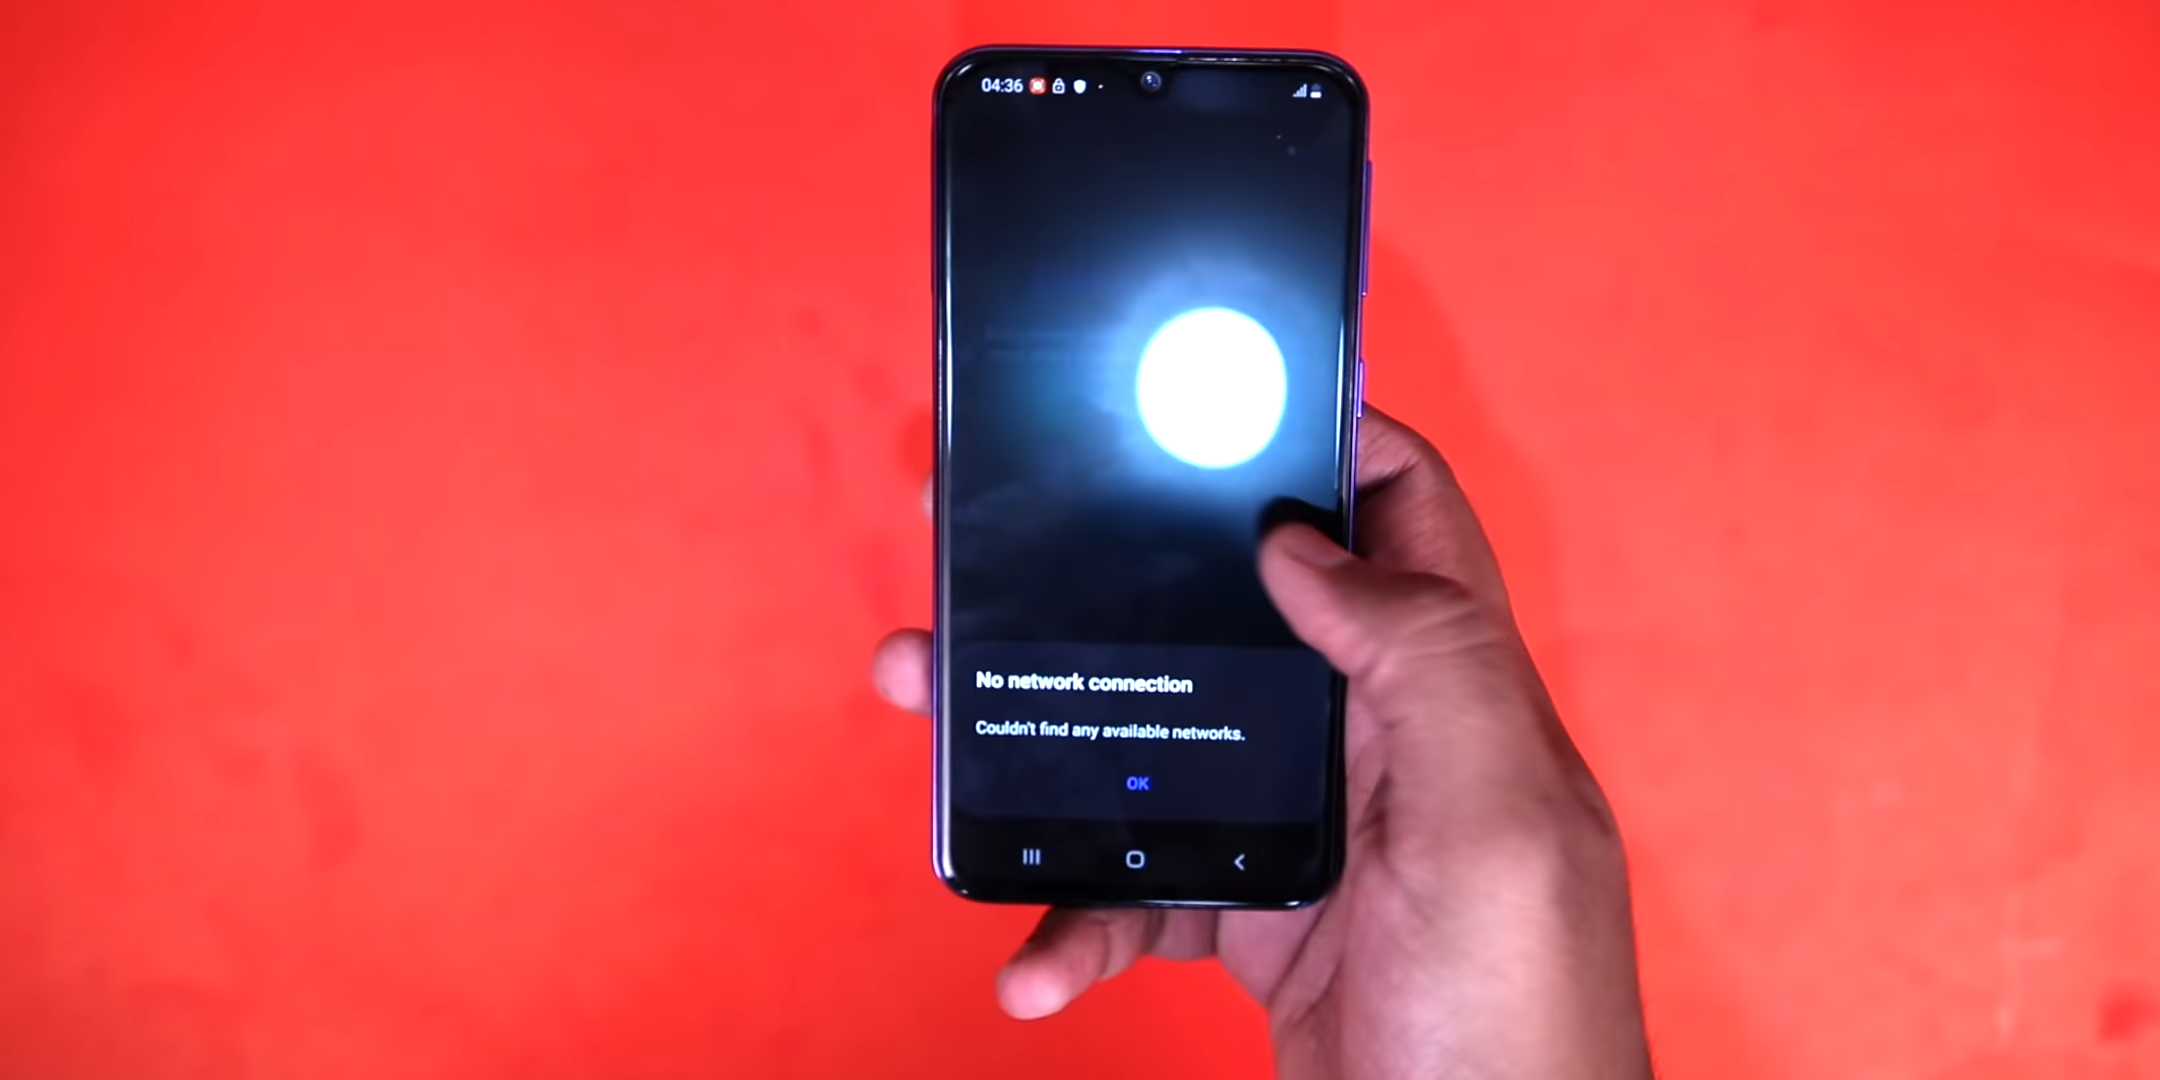 04:36
No network connection
Couldn't find any available networks.
OK